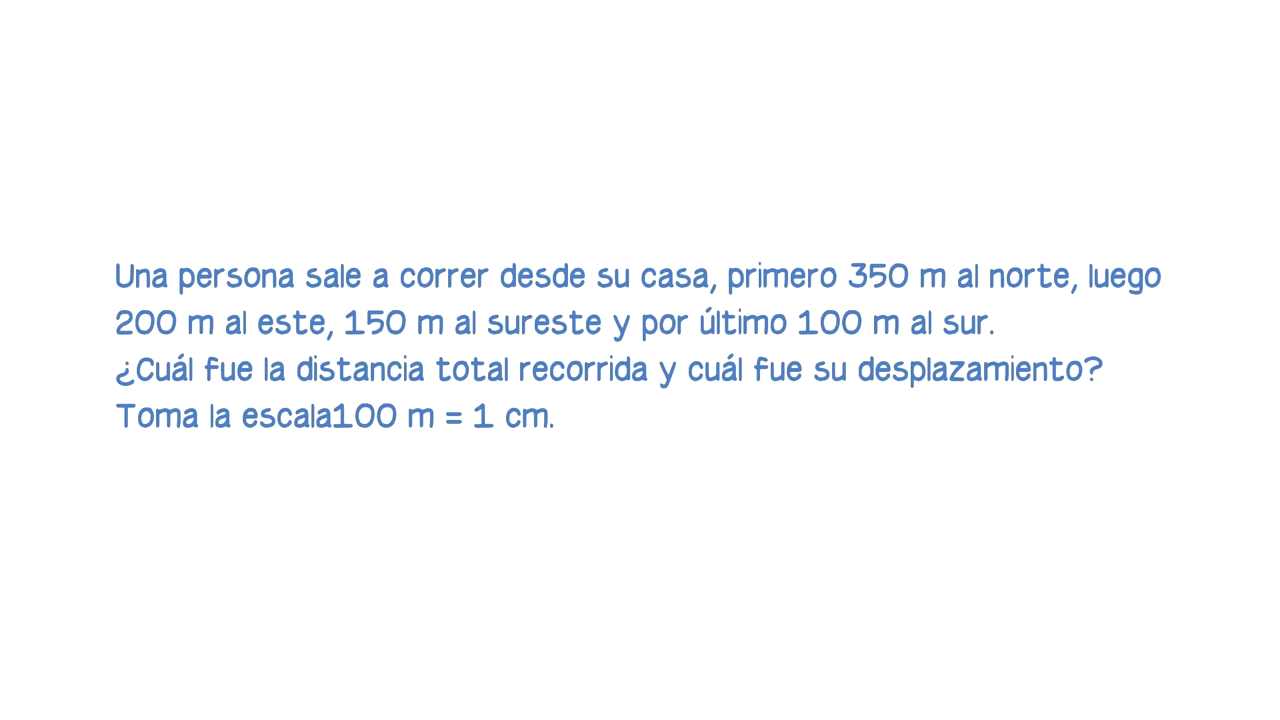 Una persona sale a correr desde su casa, primero 350 m al norte, luego
200 m al este, 150 m al sureste y por último 100 m al sur.
¿Cuál fue la distancia total recorrida y cuál fue su desplazamiento?
Toma la escala100 m = 1 cm.